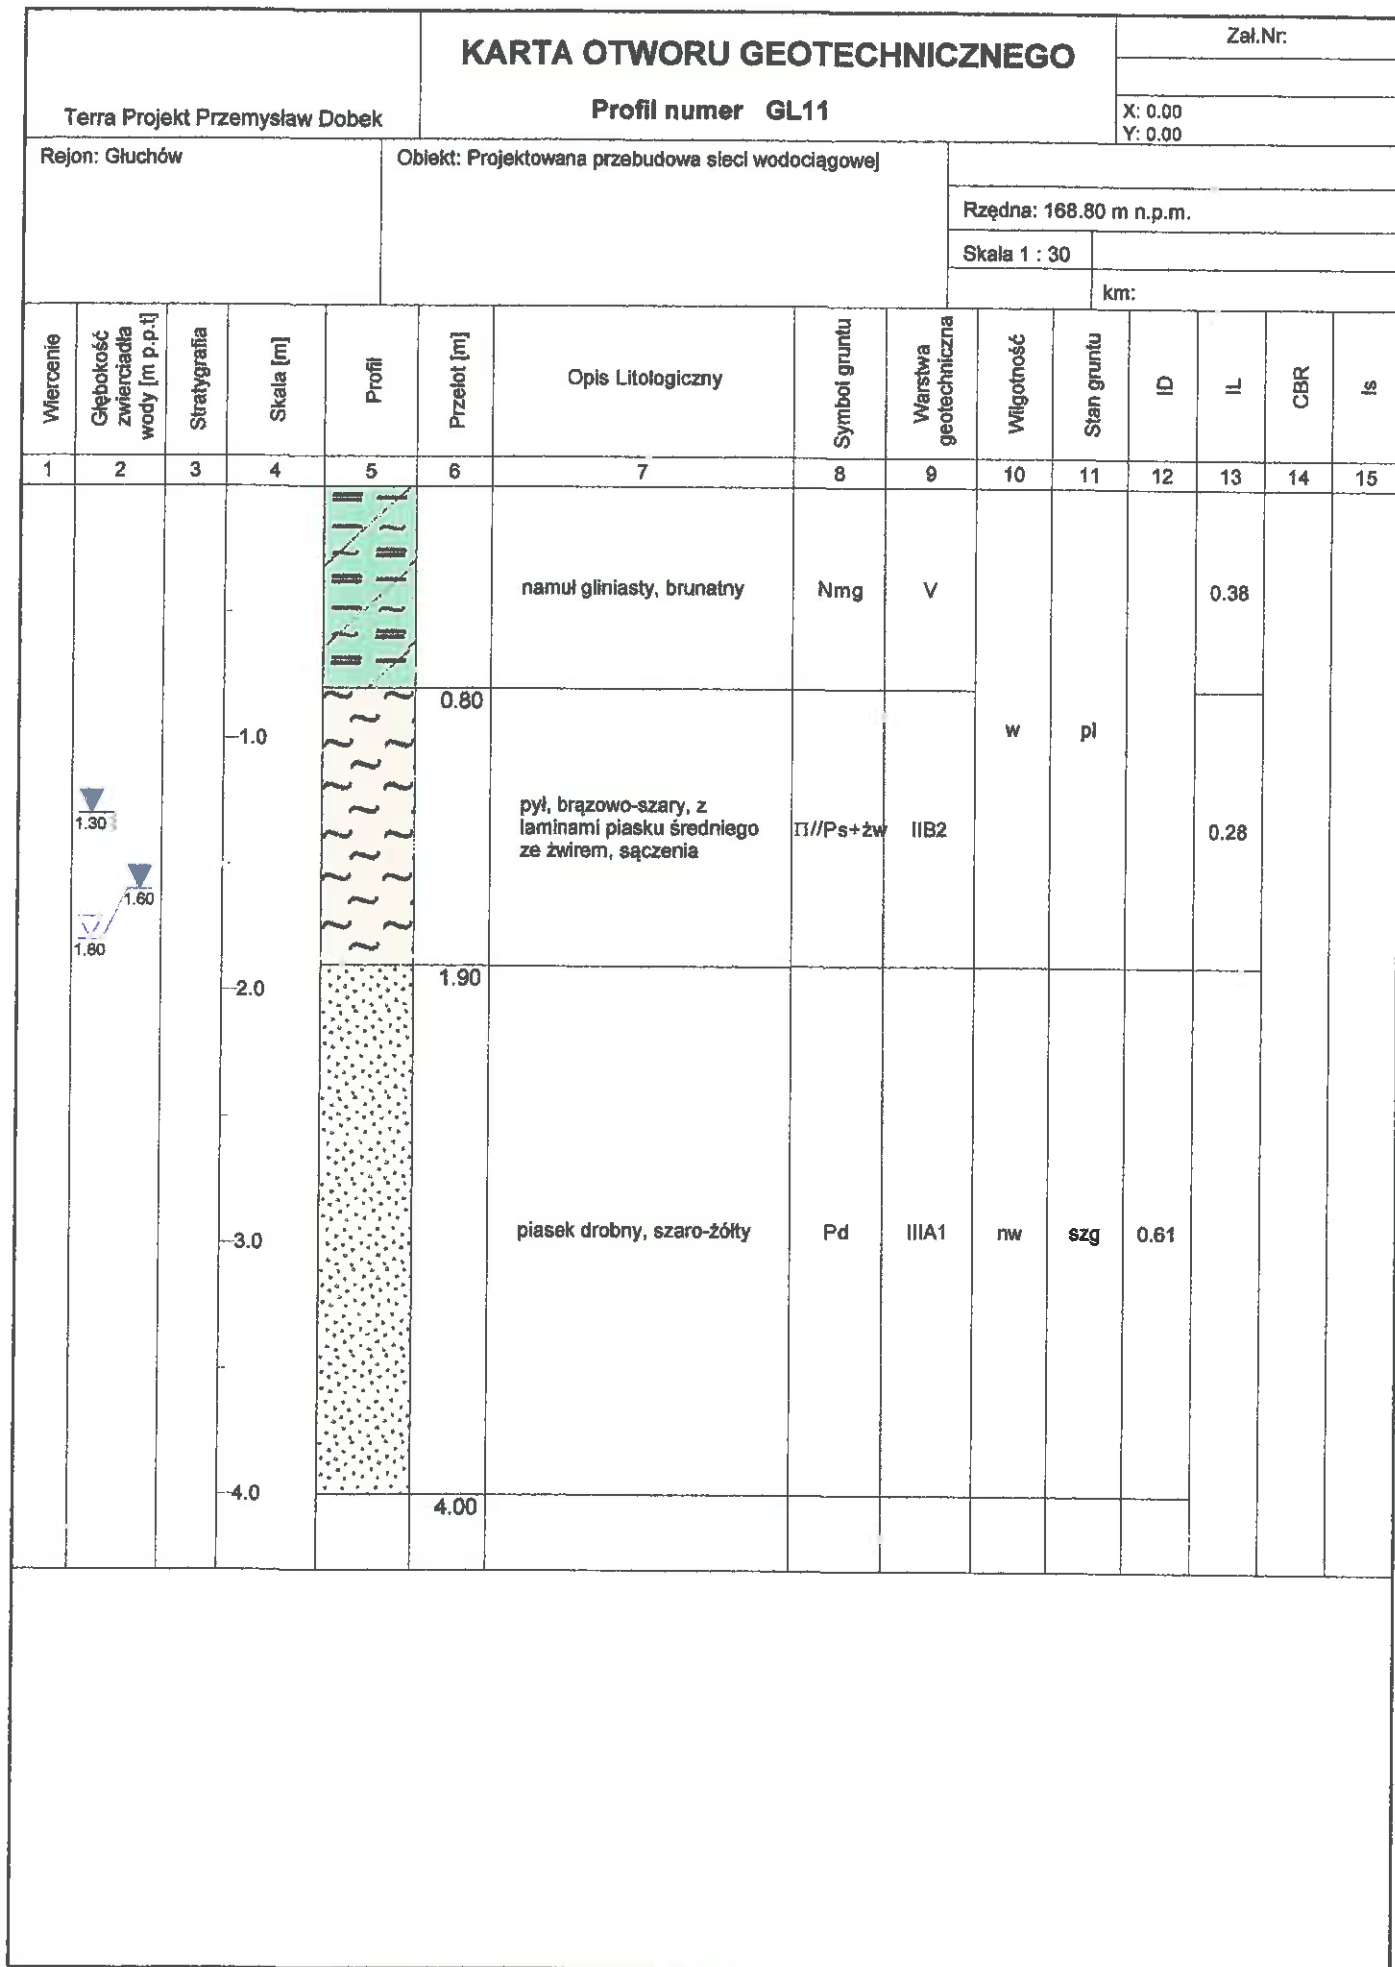 KARTA OTWORU GEOTECHNICZNEGO
Profil numer GL11
Terra Projekt Przemysław Dobek
Zał.Nr:
X: 0.00
Y: 0.00
Rejon: Głuchów
Obiekt: Projektowana przebudowa sieci wodociągowej
Rzędna: 168.80 m n.p.m.
Skala 1 : 30
km:
Wiercenie
Głębokość
zwierciadła
wody [m p.p.t]
Stratygrafia
Skala [m]
Profil
Przelot [m]
Opis Litologiczny
Symbol gruntu
Warstwa
geotechniczna
Wilgotność
Stan gruntu
ID
IL
CBR
Is
1 2 3 4 5 6 7 8 9 10 11 12 13 14 15
namuł gliniasty, brunatny Nmg V 0.38
0.80
1.0
w pl
1.30
pył, brązowo-szary, z
laminami piasku średniego
ze żwirem, sączenia
Π//Ps+żw IIB2 0.28
1.60
1.80
1.90
2.0
3.0
piasek drobny, szaro-żółty Pd IIIA1 nw szg 0.61
4.0
4.00